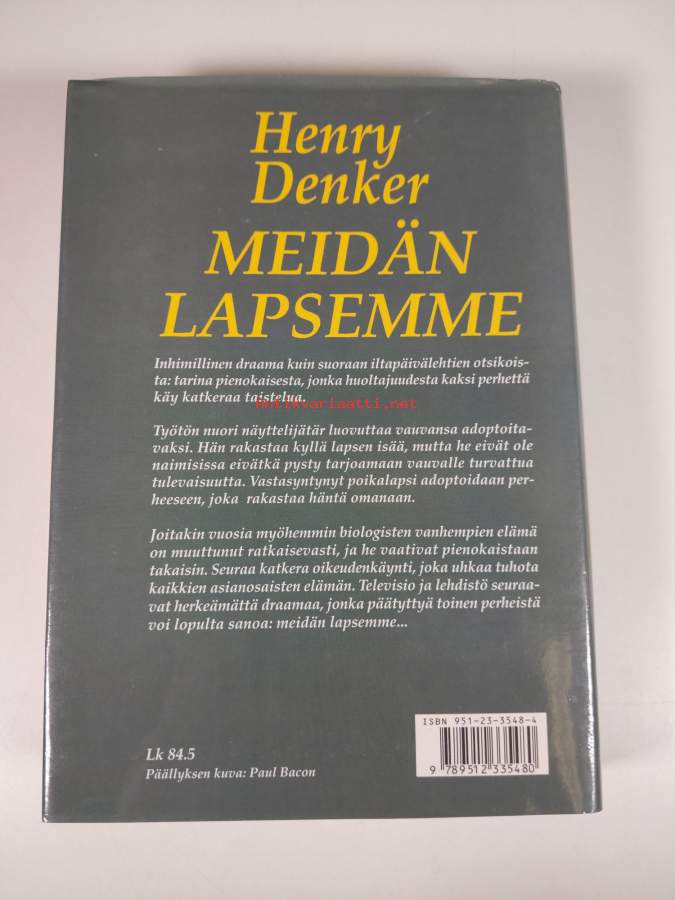 Henry
Denker
MEIDÄN
LAPSEMME
Inhimillinen draama kuin suoraan iltapäivälehtien otsikois-
ta: tarina pienokaisesta, jonka huoltajuudesta kaksi perhettä
käy katkeraa taistelua.
antikvariaatti.net
Työtön nuori näyttelijätär luovuttaa vauvansa adoptoita-
vaksi. Hän rakastaa kyllä lapsen isää, mutta he eivät ole
naimisissa eivätkä pysty tarjoamaan vauvalle turvattua
tulevaisuutta. Vastasyntynyt poikalapsi adoptoidaan per-
heeseen, joka rakastaa häntä omanaan.
Joitakin vuosia myöhemmin biologisten vanhempien elämä
on muuttunut ratkaisevasti, ja he vaativat pienokaistaan
takaisin. Seuraa katkera oikeudenkäynti, joka uhkaa tuhota
kaikkien asianosaisten elämän. Televisio ja lehdistö seuraa-
vat herkeämättä draamaa, jonka päätyttyä toinen perheistä
voi lopulta sanoa: meidän lapsemme...
ISBN 951-23-3548-4
9 789512 335480
Lk 84.5
Päällyksen kuva: Paul Bacon